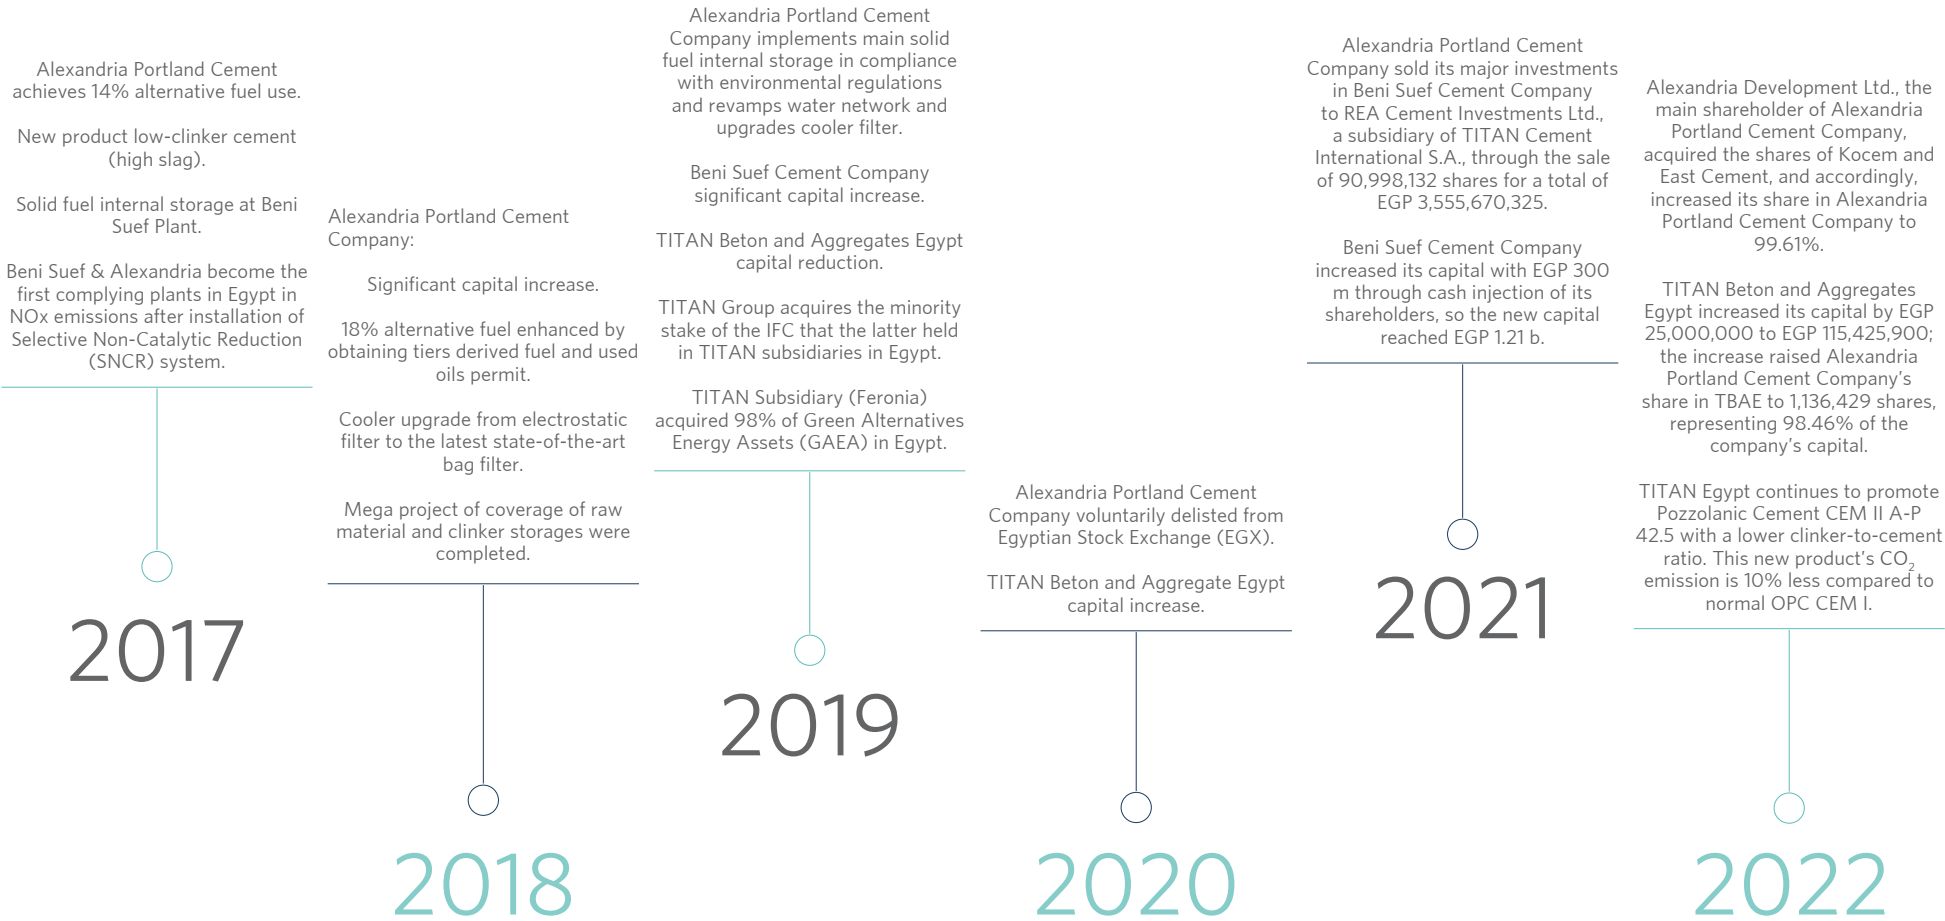 Alexandria Portland Cement
achieves 14% alternative fuel use.
New product low-clinker cement
(high slag).
Solid fuel internal storage at Beni
Suef Plant.
Beni Suef & Alexandria become the
first complying plants in Egypt in
NOx emissions after installation of
Selective Non-Catalytic Reduction
(SNCR) system.
2017
Alexandria Portland Cement
Company:
Significant capital increase.
18% alternative fuel enhanced by
obtaining tiers derived fuel and used
oils permit.
Cooler upgrade from electrostatic
filter to the latest state-of-the-art
bag filter.
Mega project of coverage of raw
material and clinker storages were
completed.
2018
Alexandria Portland Cement
Company implements main solid
fuel internal storage in compliance
with environmental regulations
and revamps water network and
upgrades cooler filter.
Beni Suef Cement Company
significant capital increase.
TITAN Beton and Aggregates Egypt
capital reduction.
TITAN Group acquires the minority
stake of the IFC that the latter held
in TITAN subsidiaries in Egypt.
TITAN Subsidiary (Feronia)
acquired 98% of Green Alternatives
Energy Assets (GAEA) in Egypt.
2019
Alexandria Portland Cement
Company voluntarily delisted from
Egyptian Stock Exchange (EGX).
TITAN Beton and Aggregate Egypt
capital increase.
2020
Alexandria Portland Cement
Company sold its major investments
in Beni Suef Cement Company
to REA Cement Investments Ltd.,
a subsidiary of TITAN Cement
International S.A., through the sale
of 90,998,132 shares for a total of
EGP 3,555,670,325.
Beni Suef Cement Company
increased its capital with EGP 300
m through cash injection of its
shareholders, so the new capital
reached EGP 1.21 b.
2021
Alexandria Development Ltd., the
main shareholder of Alexandria
Portland Cement Company,
acquired the shares of Kocem and
East Cement, and accordingly,
increased its share in Alexandria
Portland Cement Company to
99.61%.
TITAN Beton and Aggregates
Egypt increased its capital by EGP
25,000,000 to EGP 115,425,900;
the increase raised Alexandria
Portland Cement Company's
share in TBAE to 1,136,429 shares,
representing 98.46% of the
company's capital.
TITAN Egypt continues to promote
Pozzolanic Cement CEM II A-P
42.5 with a lower clinker-to-cement
ratio. This new product's CO₂
emission is 10% less compared to
normal OPC CEM I.
2022